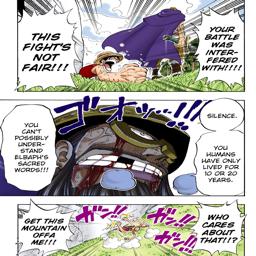 YOUR
BATTLE
WAS
INTER-
FERED
WITH!!!!
THIS
FIGHT'S
NOT
FAIR!!!
SILENCE.
YOU
HUMANS
HAVE ONLY
LIVED FOR
10 OR 20
YEARS.
ゴオッ…!!
YOU
CAN'T
POSSIBLY
UNDER-
STAND
ELBAPH'S
SACRED
WORDS!!!
WHO
CARES
ABOUT
THAT!!?
ガン!!
ガン!!
GET THIS
MOUNTAIN
OFFA
ME!!!